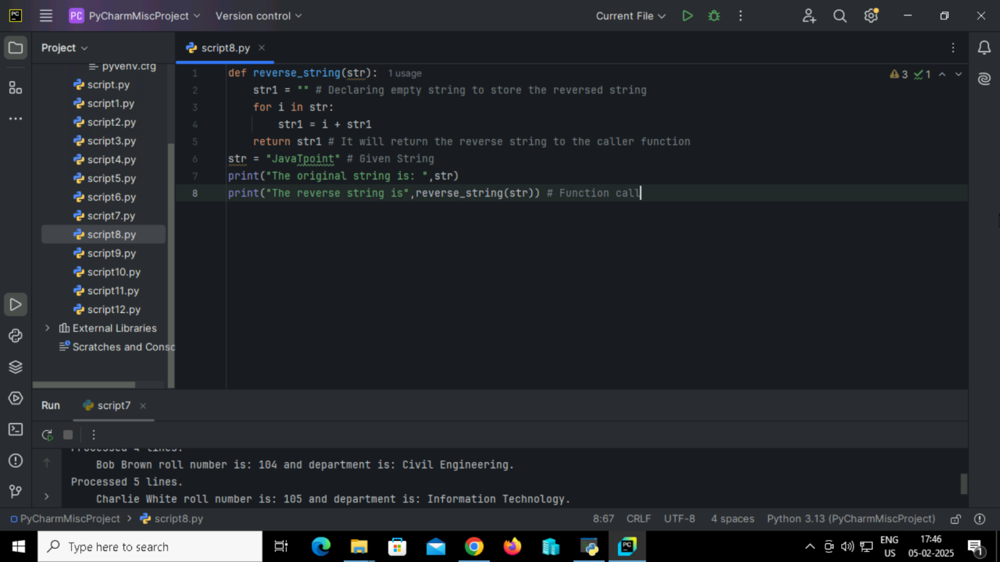 PC PC PyCharmMiscProject Version control Current File
Project
script8.py
pyvenv.cfg
script.py
script1.py
script2.py
script3.py
script4.py
script5.py
script6.py
script7.py
script8.py
script9.py
script10.py
script11.py
script12.py
External Libraries
Scratches and Conso
1 def reverse_string(str): 1 usage
2 str1 = "" # Declaring empty string to store the reversed string
3 for i in str:
4 str1 = i + str1
5 return str1 # It will return the reverse string to the caller function
6 str = "JavaTpoint" # Given String
7 print("The original string is: ",str)
8 print("The reverse string is",reverse_string(str)) # Function call
3 1
Run script7
Processed 4 lines.
Bob Brown roll number is: 104 and department is: Civil Engineering.
Processed 5 lines.
Charlie White roll number is: 105 and department is: Information Technology.
PyCharmMiscProject script8.py 8:67 CRLF UTF-8 4 spaces Python 3.13 (PyCharmMiscProject)
Type here to search
PC
ENG
US
17:46
05-02-2025
1